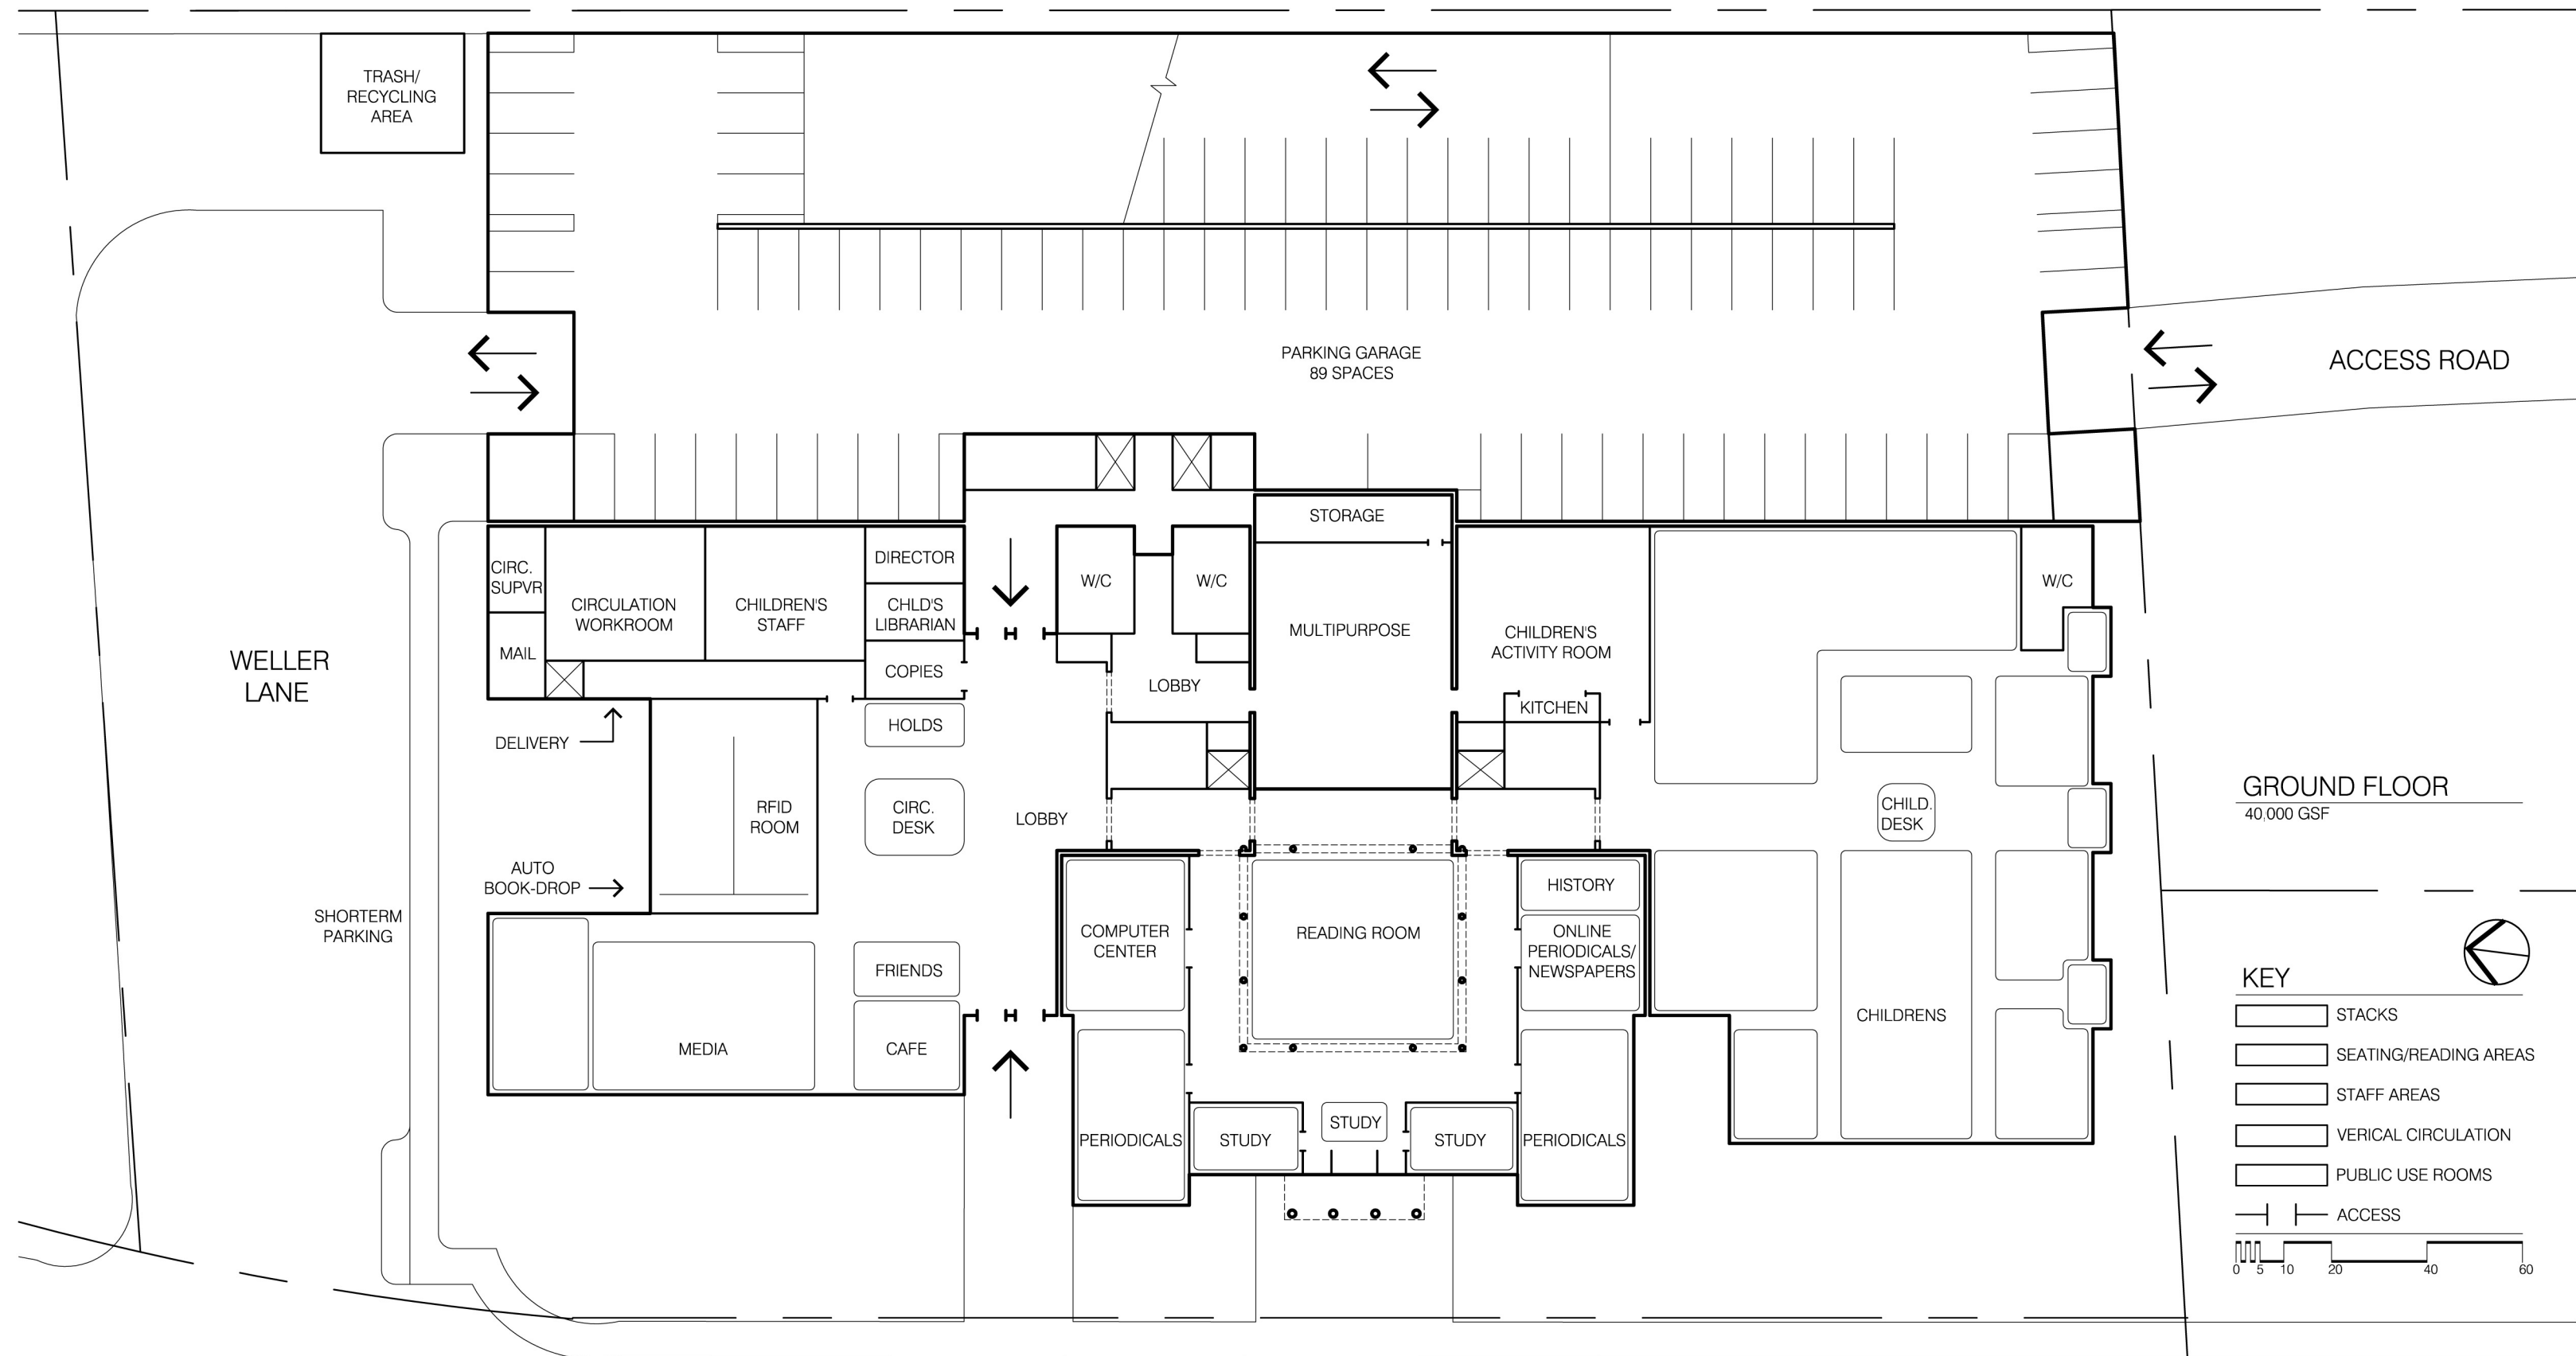 TRASH/
RECYCLING
AREA
PARKING GARAGE
89 SPACES
ACCESS ROAD
STORAGE
CIRC.
SUPVR
CIRCULATION
WORKROOM
CHILDREN'S
STAFF
DIRECTOR
CHLD'S
LIBRARIAN
COPIES
MAIL
W/C
W/C
MULTIPURPOSE
CHILDREN'S
ACTIVITY ROOM
W/C
WELLER
LANE
LOBBY
KITCHEN
DELIVERY
HOLDS
RFID
ROOM
CIRC.
DESK
LOBBY
CHILD.
DESK
GROUND FLOOR
40,000 GSF
AUTO
BOOK-DROP
SHORTERM
PARKING
COMPUTER
CENTER
READING ROOM
HISTORY
ONLINE
PERIODICALS/
NEWSPAPERS
FRIENDS
MEDIA
CAFE
CHILDRENS
PERIODICALS
STUDY
STUDY
STUDY
PERIODICALS
KEY
STACKS
SEATING/READING AREAS
STAFF AREAS
VERICAL CIRCULATION
PUBLIC USE ROOMS
ACCESS
0 5 10 20 40 60